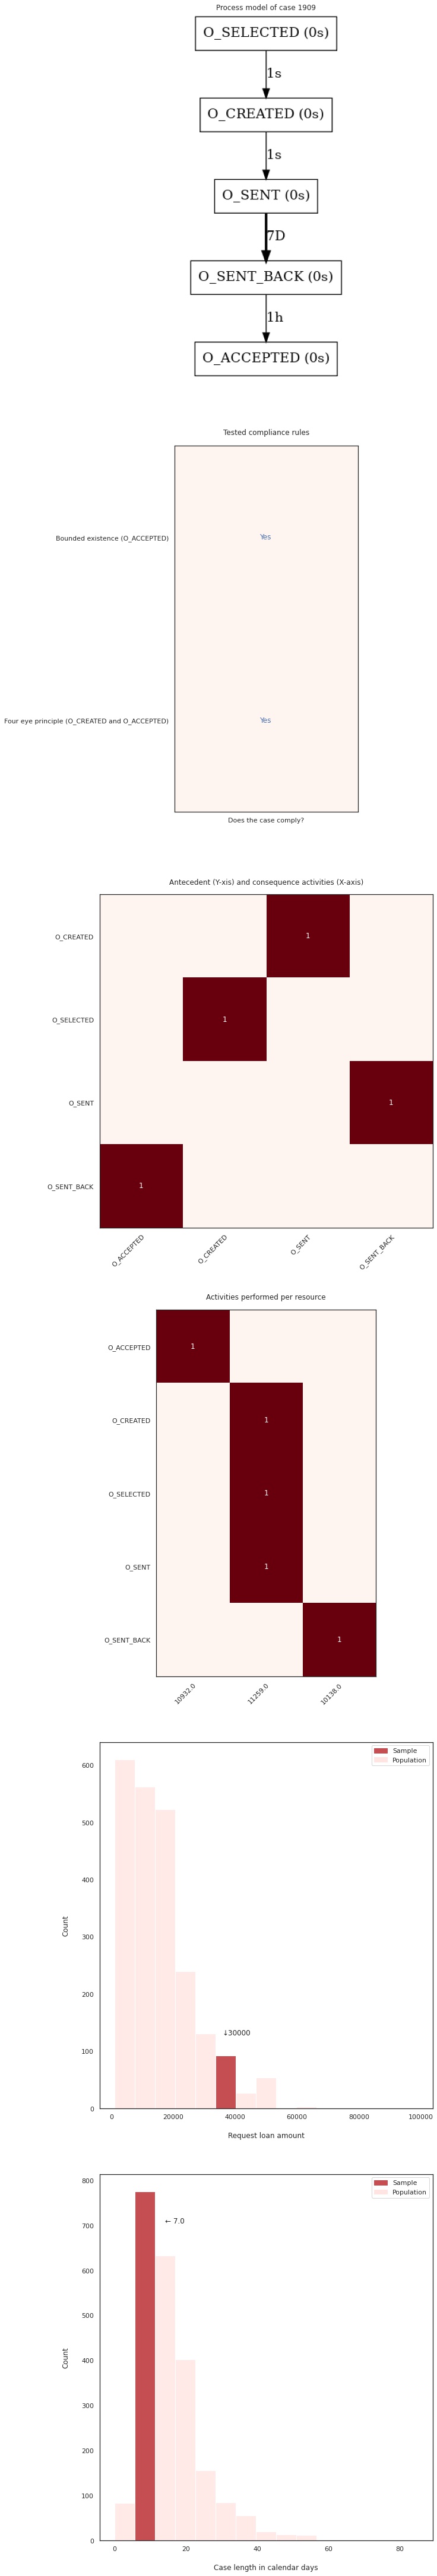 Process model of case 1909
O_SELECTED (0s)
1s
O_CREATED (0s)
1s
O_SENT (0s)
7D
O_SENT_BACK (0s)
1h
O_ACCEPTED (0s)
Tested compliance rules
Bounded existence (O_ACCEPTED)
Yes
Four eye principle (O_CREATED and O_ACCEPTED)
Yes
Does the case comply?
Antecedent (Y-xis) and consequence activities (X-axis)
O_CREATED
1
O_SELECTED
1
O_SENT
1
O_SENT_BACK
1
O_ACCEPTED
O_CREATED
O_SENT
O_SENT_BACK
Activities performed per resource
O_ACCEPTED
1
O_CREATED
1
O_SELECTED
1
O_SENT
1
O_SENT_BACK
1
10932.0
11259.0
10138.0
Sample
Population
600
500
400
300
200
100
0
Count
↓30000
0 20000 40000 60000 80000 100000
Request loan amount
Sample
Population
800
700
600
500
400
300
200
100
0
Count
← 7.0
0 20 40 60 80
Case length in calendar days